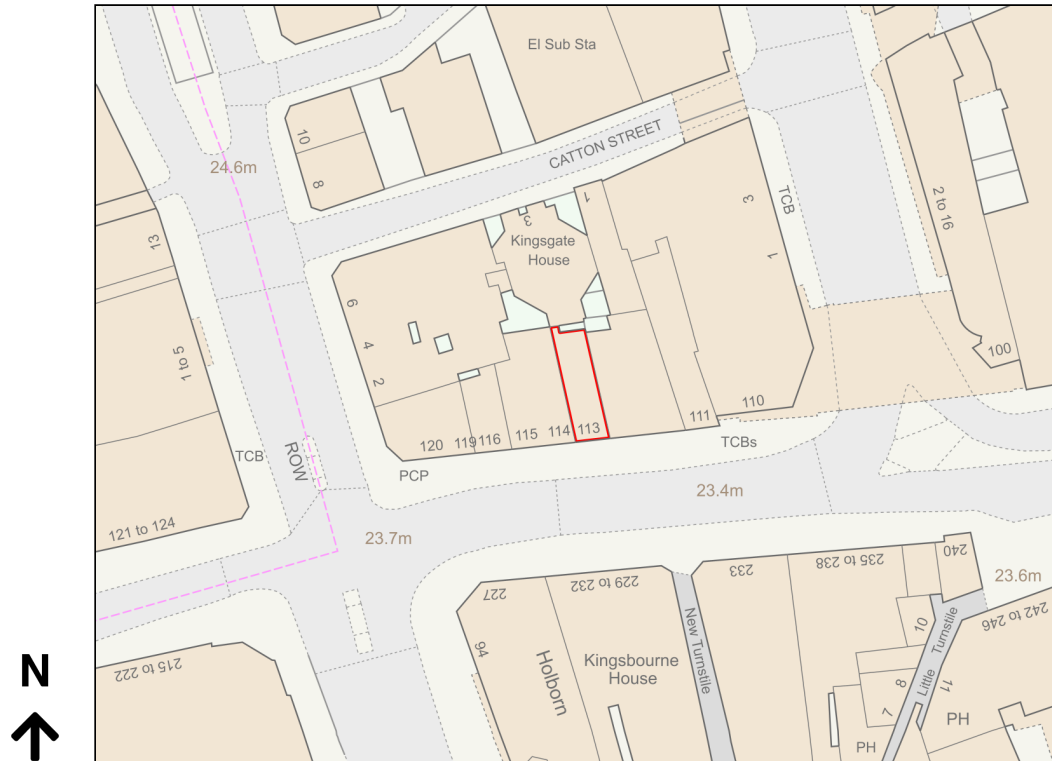 El Sub Sta
10
8
CATTON STREET
24.6m
TCB
3
1
2 to 16
13
7
3
Kingsgate
House
6
4
2
1 to 5
100
110
111
113
114
115
116
119
120
TCBs
PCP
TCB
ROW
23.4m
23.7m
121 to 124
240
235 to 238
233
229 to 232
227
23.6m
242 to 246
94
New Turnstile
10
Little Turnstile
Kingsbourne
House
Holborn
215 to 222
8
11
7
PH
PH
N